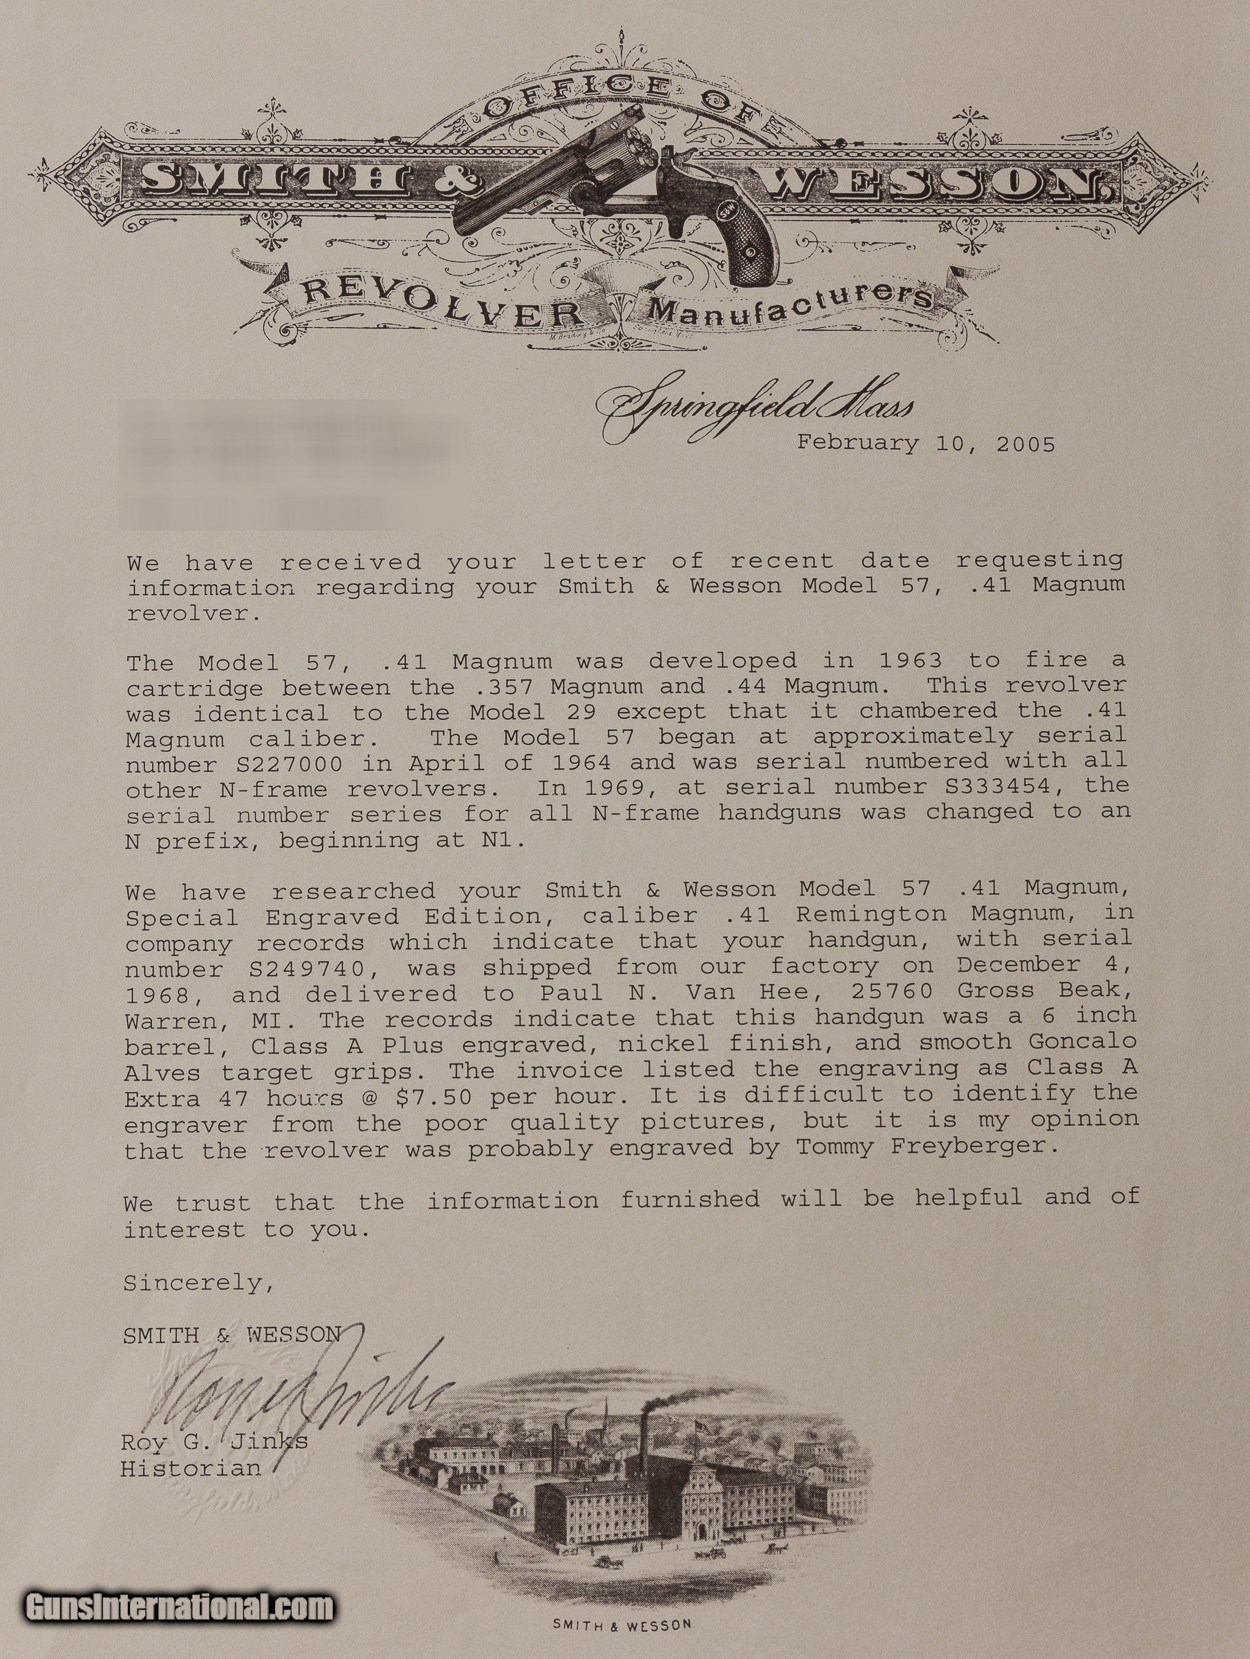 OFFICE OF
SMITH & WESSON.
S&W
REVOLVER Manufacturers
Springfield Mass
February 10, 2005
We have received your letter of recent date requesting
information regarding your Smith & Wesson Model 57, .41 Magnum
revolver.
The Model 57, .41 Magnum was developed in 1963 to fire a
cartridge between the .357 Magnum and .44 Magnum. This revolver
was identical to the Model 29 except that it chambered the .41
Magnum caliber. The Model 57 began at approximately serial
number S227000 in April of 1964 and was serial numbered with all
other N-frame revolvers. In 1969, at serial number S333454, the
serial number series for all N-frame handguns was changed to an
N prefix, beginning at N1.
We have researched your Smith & Wesson Model 57 .41 Magnum,
Special Engraved Edition, caliber .41 Remington Magnum, in
company records which indicate that your handgun, with serial
number S249740, was shipped from our factory on December 4,
1968, and delivered to Paul N. Van Hee, 25760 Gross Beak,
Warren, MI. The records indicate that this handgun was a 6 inch
barrel, Class A Plus engraved, nickel finish, and smooth Goncalo
Alves target grips. The invoice listed the engraving as Class A
Extra 47 hours @ $7.50 per hour. It is difficult to identify the
engraver from the poor quality pictures, but it is my opinion
that the revolver was probably engraved by Tommy Freyberger.
We trust that the information furnished will be helpful and of
interest to you.
Sincerely,
SMITH & WESSON
Roy G. Jinks
Roy G. Jinks
Historian
SMITH & WESSON.
GunsInternational.com